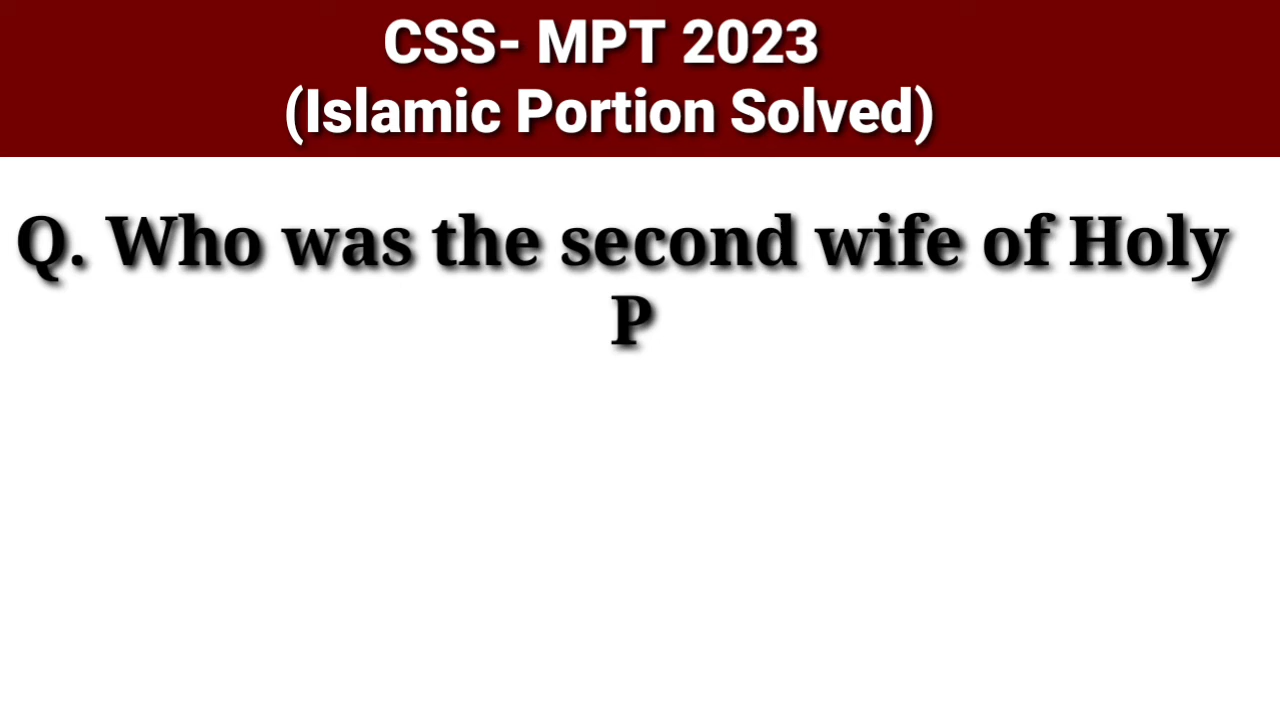 CSS- MPT 2023
(Islamic Portion Solved)
Q. Who was the second wife of Holy
P